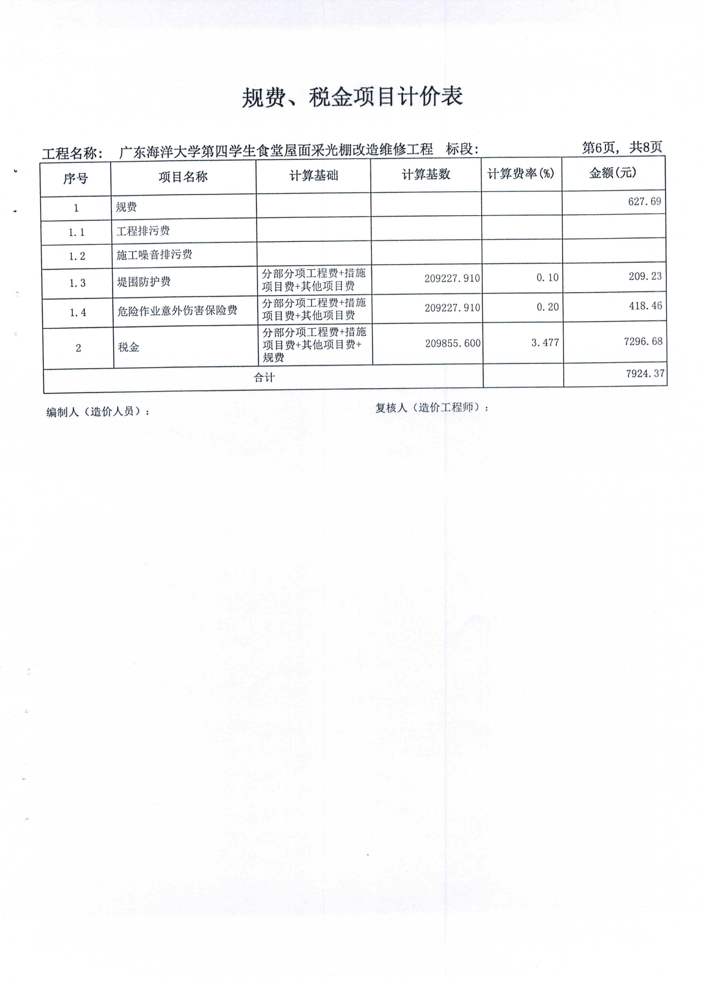 规费、税金项目计价表
工程名称: 广东海洋大学第四学生食堂屋面采光棚改造维修工程 标段: 第6页, 共8页
序号 项目名称 计算基础 计算基数 计算费率(%) 金额(元)
1 规费 627.69
1.1 工程排污费
1.2 施工噪音排污费
1.3 堤围防护费 分部分项工程费+措施 209227.910 0.10 209.23
项目费+其他项目费
1.4 危险作业意外伤害保险费 分部分项工程费+措施 209227.910 0.20 418.46
项目费+其他项目费
分部分项工程费+措施
2 税金 项目费+其他项目费+ 209855.600 3.477 7296.68
规费
合计 7924.37
编制人（造价人员）: 复核人（造价工程师）: